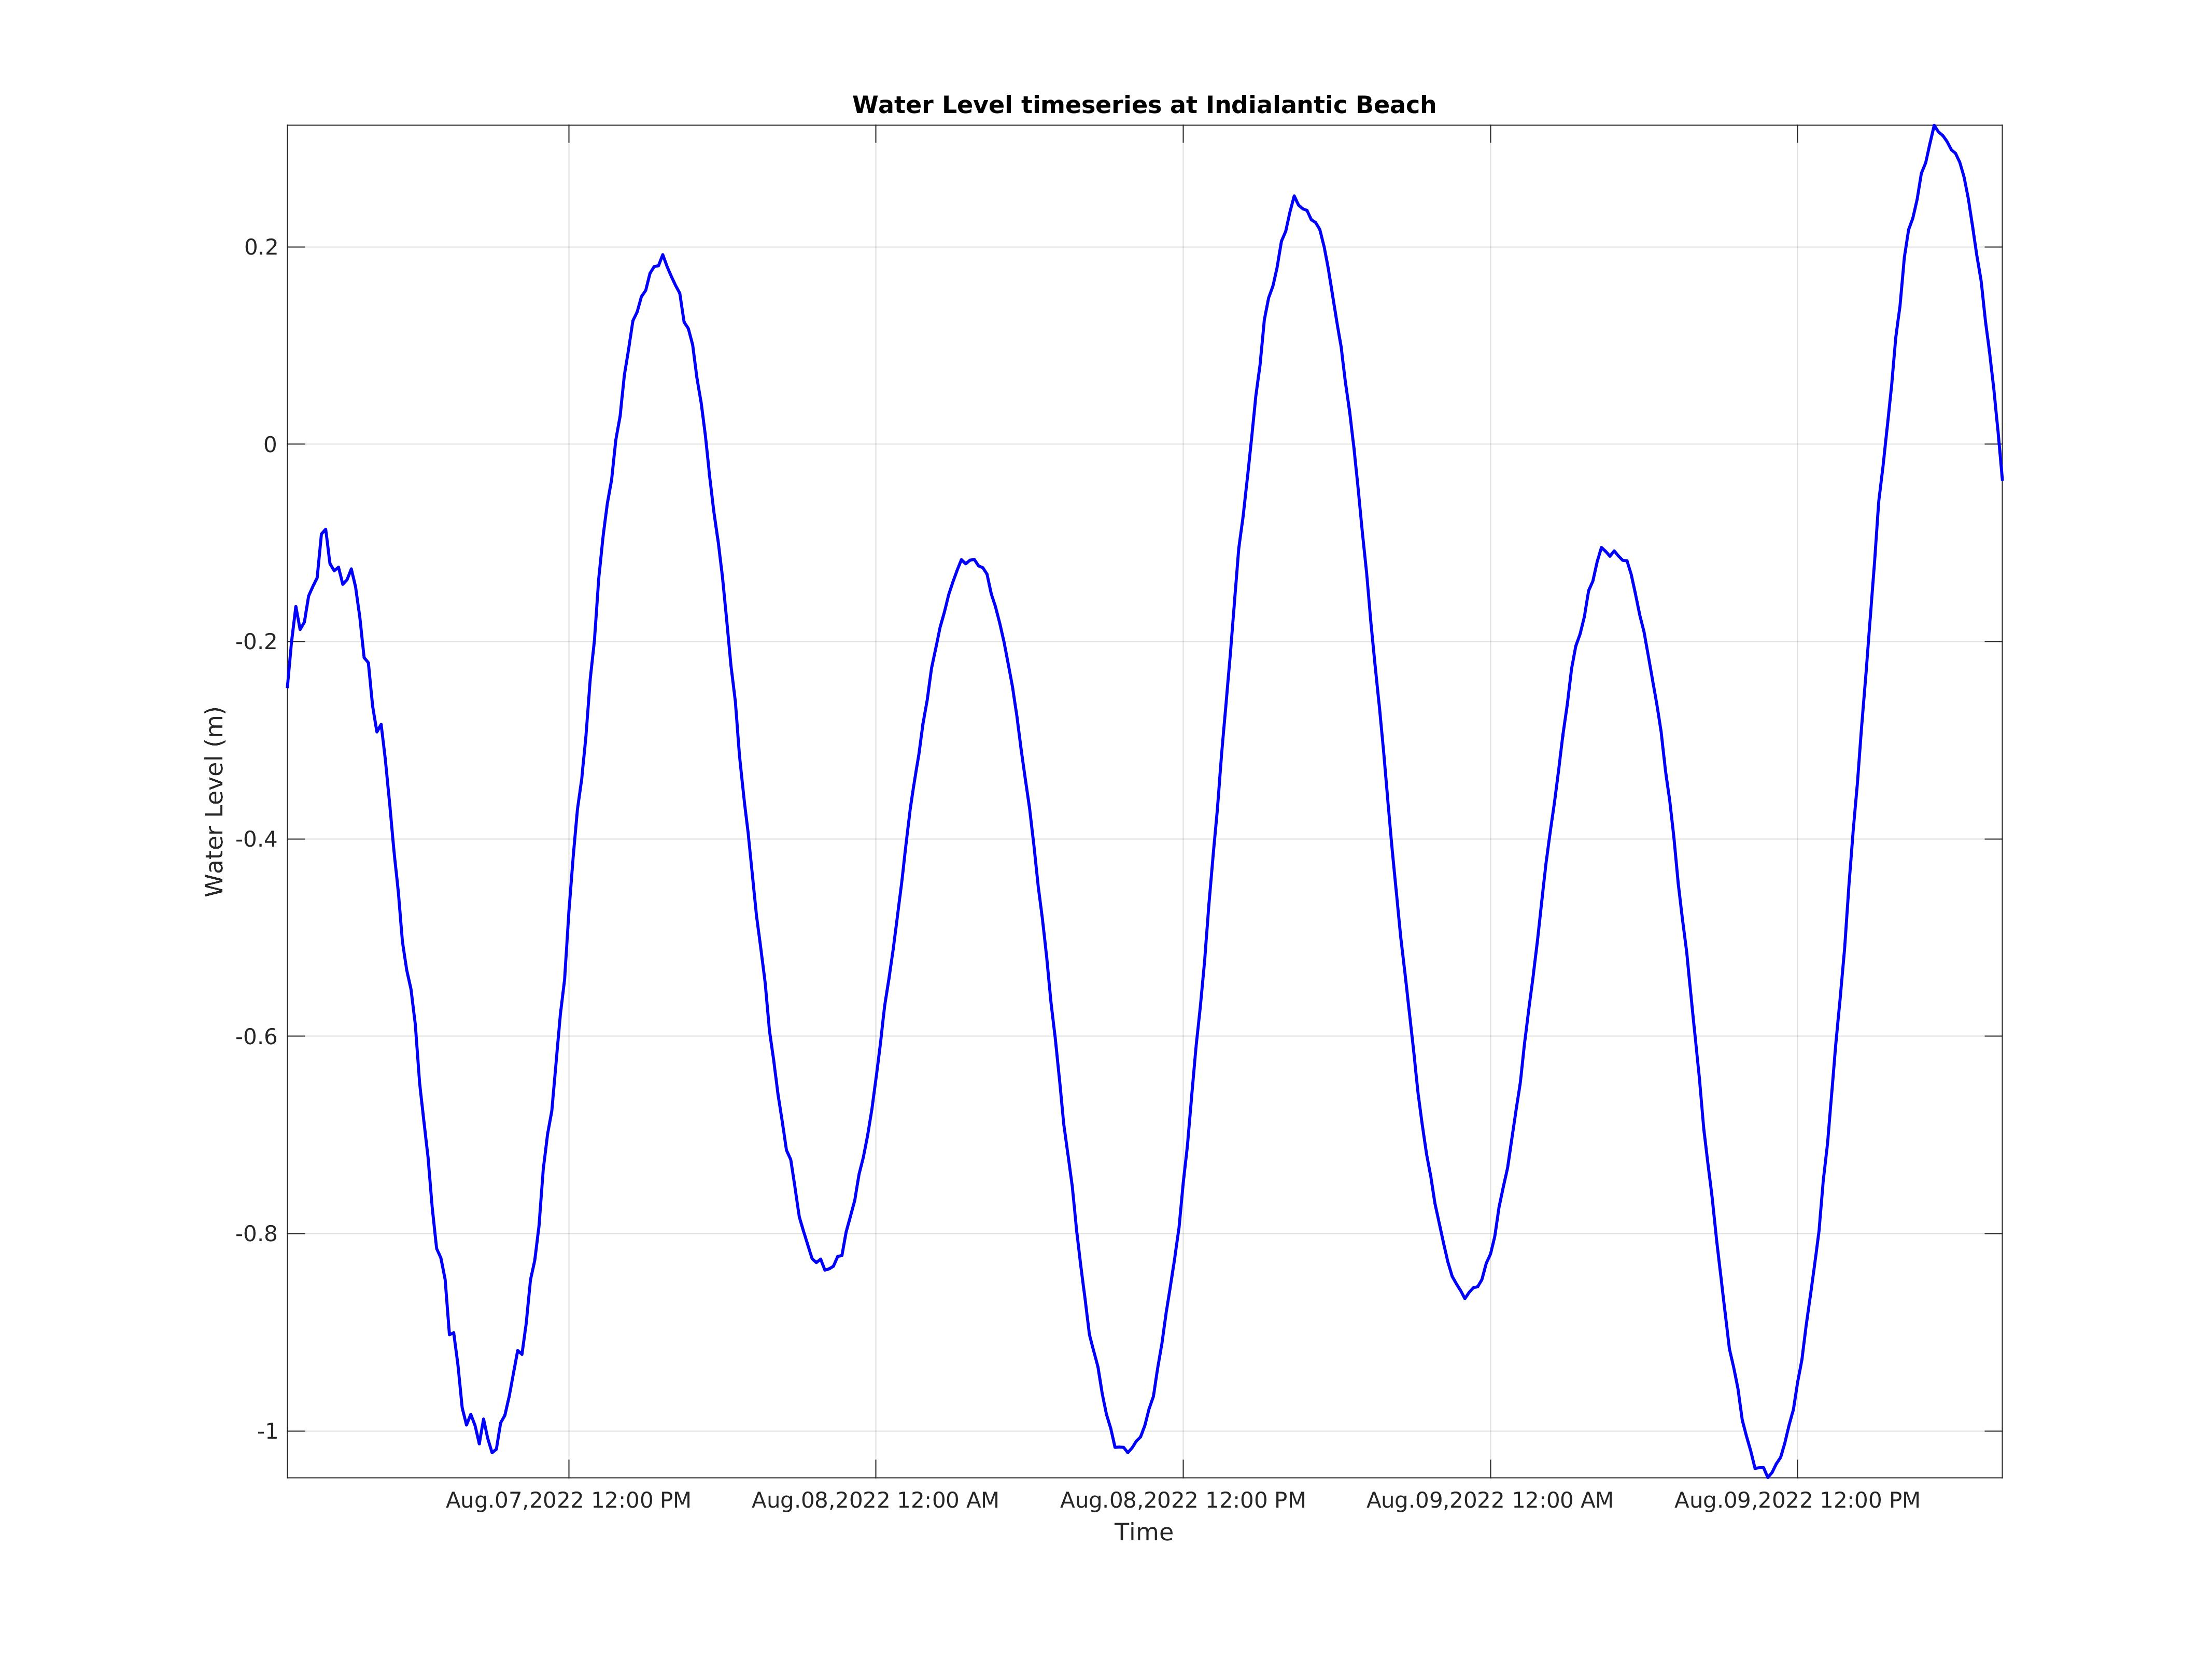 Water Level timeseries at Indialantic Beach
0.2
0
-0.2
-0.4
-0.6
-0.8
-1
Water Level (m)
Aug.07,2022 12:00 PM
Aug.08,2022 12:00 AM
Aug.08,2022 12:00 PM
Aug.09,2022 12:00 AM
Aug.09,2022 12:00 PM
Time